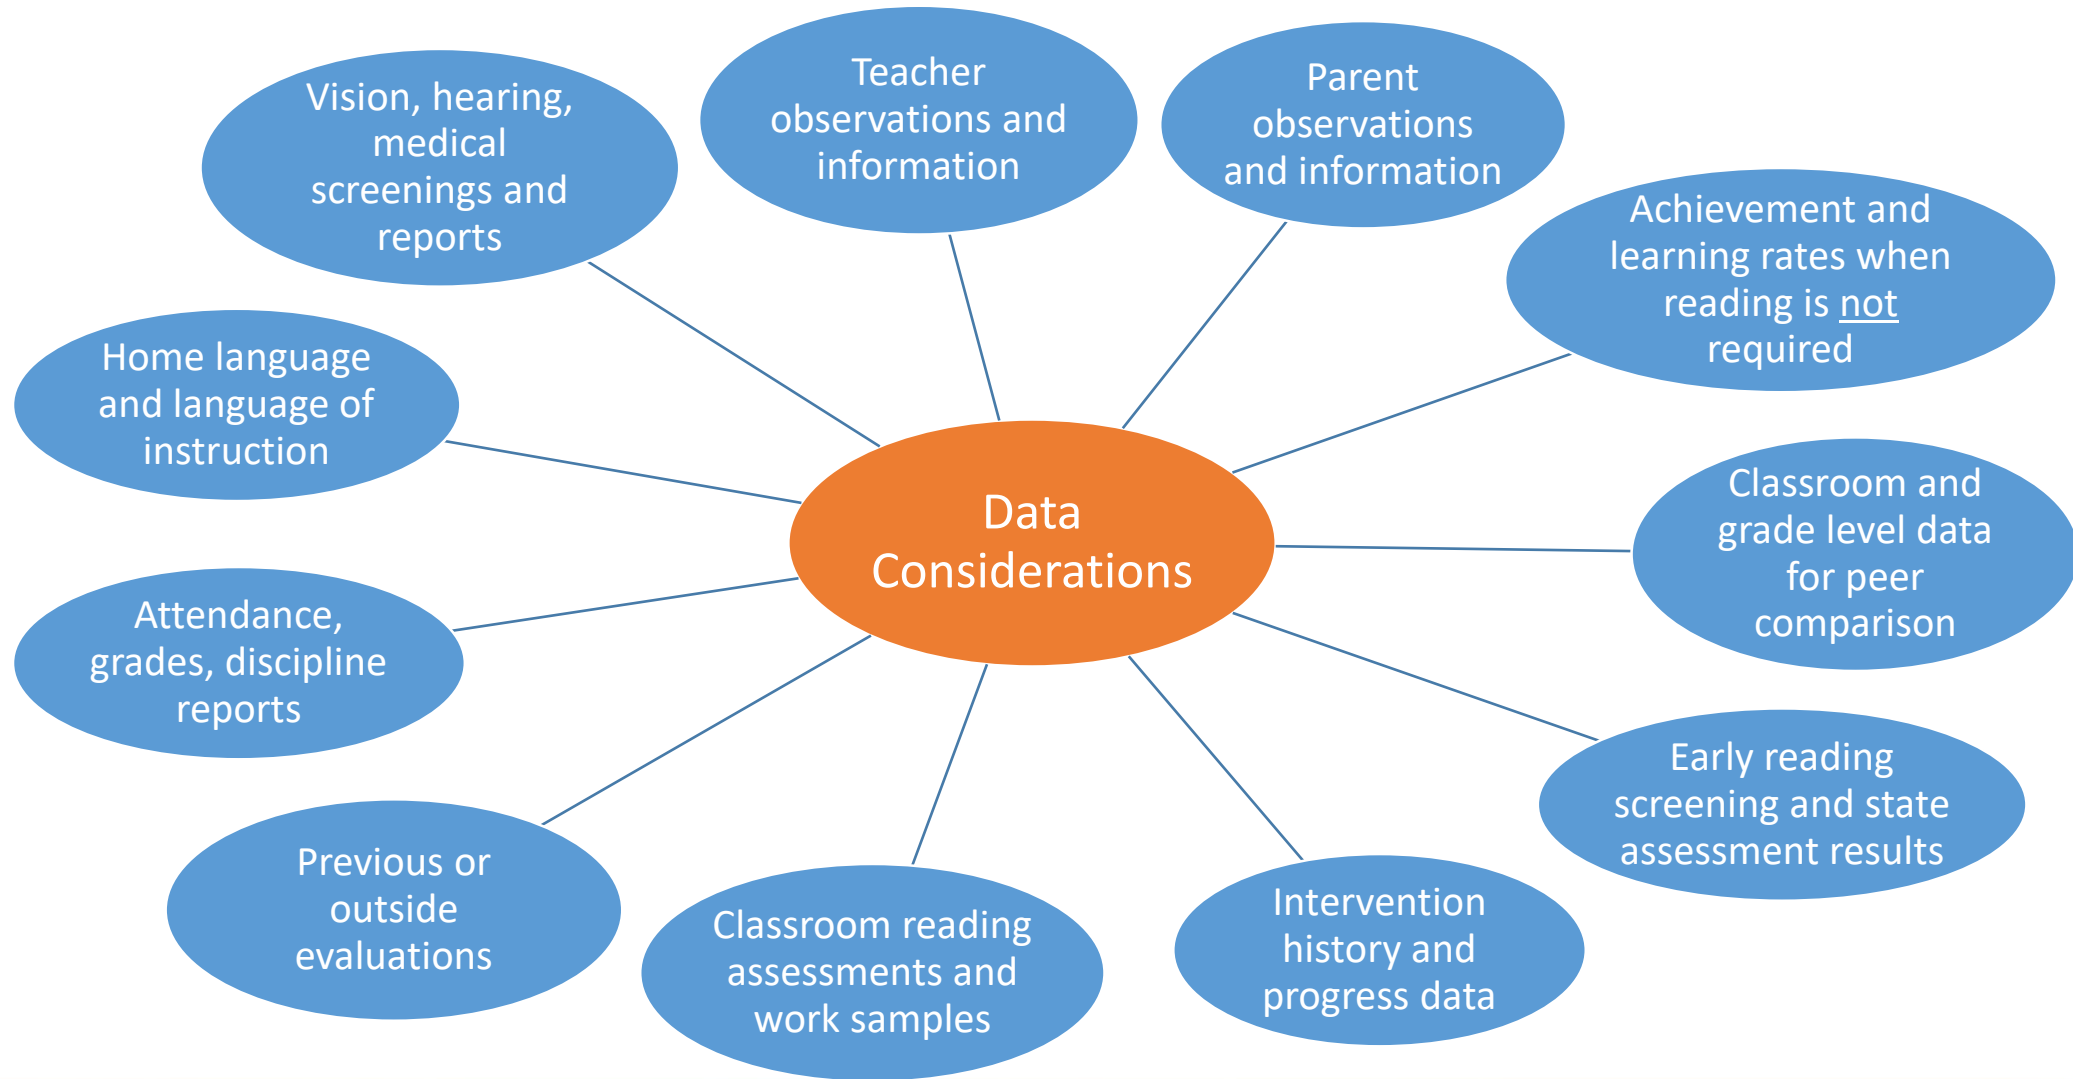 Teacher
observations and
information
Parent
observations
and information
Achievement and
learning rates when
reading is not
required
Classroom and
grade level data
for peer
comparison
Early reading
screening and state
assessment results
Intervention
history and
progress data
Classroom reading
assessments and
work samples
Previous or
outside
evaluations
Attendance,
grades, discipline
reports
Home language
and language of
instruction
Vision, hearing,
medical
screenings and
reports
Data
Considerations